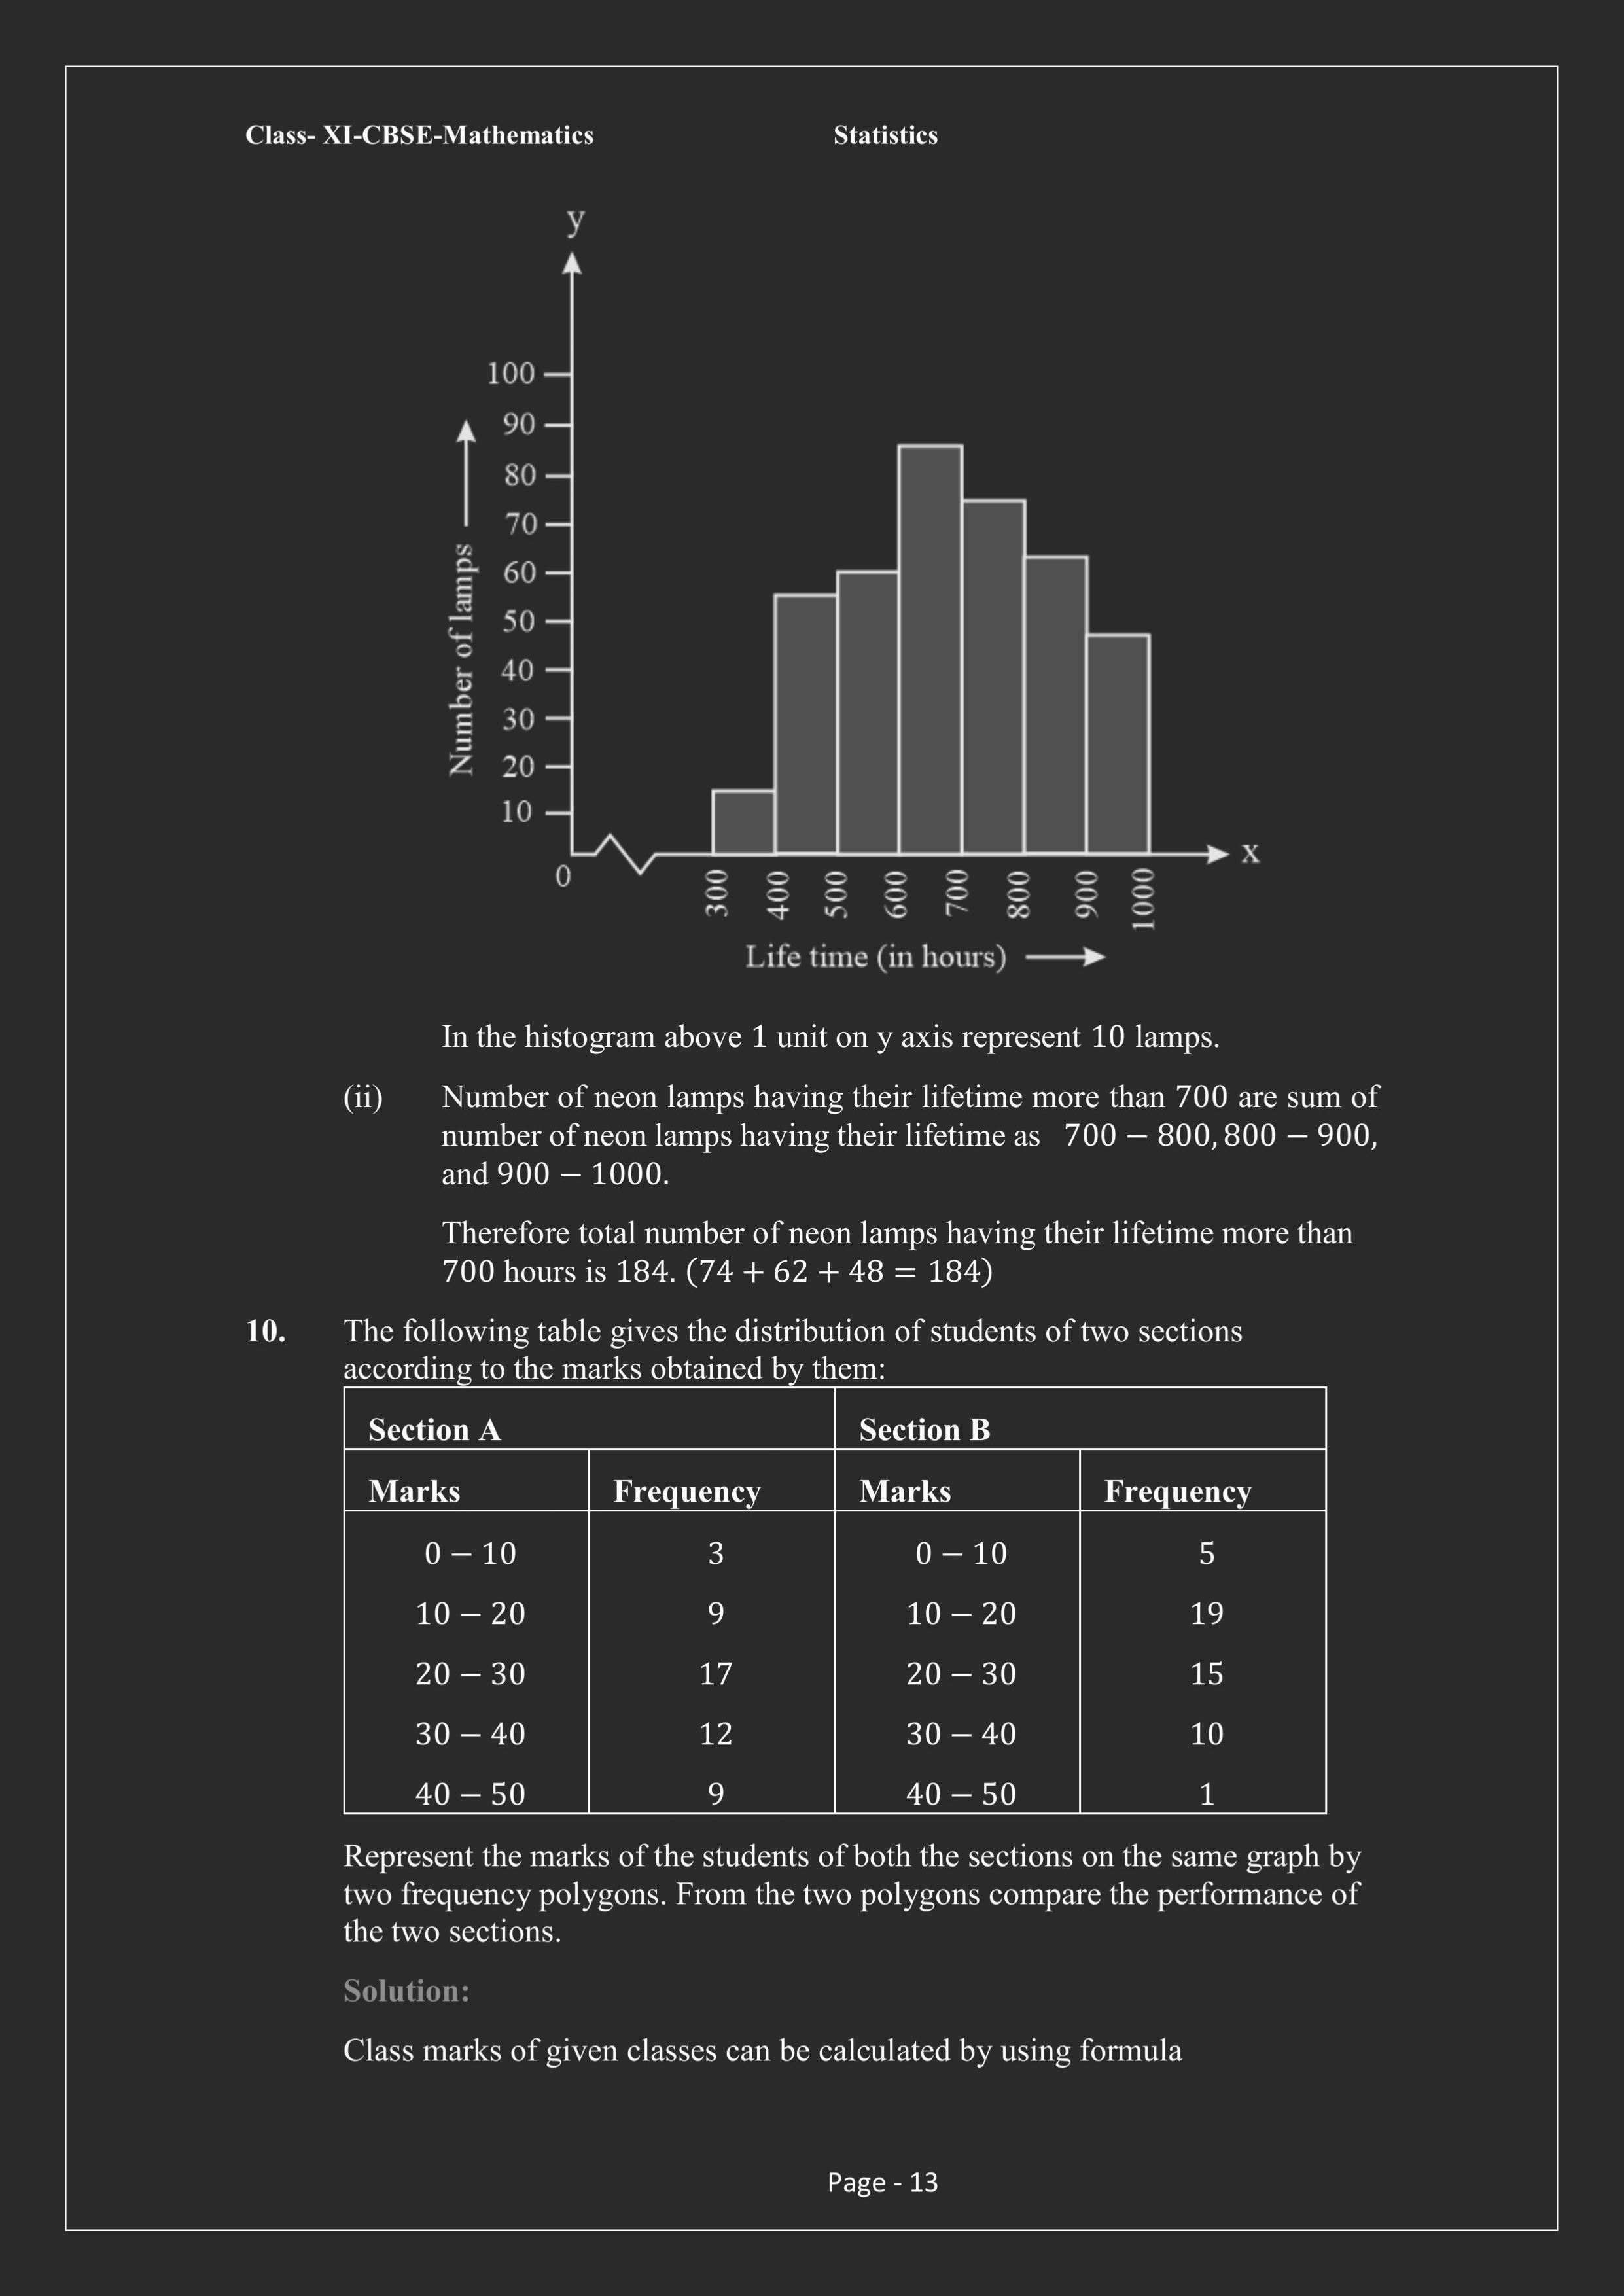 Class- XI-CBSE-Mathematics Statistics
y
100
90
80
70
60
50
40
30
20
10
Number of lamps
0
x
300 400 500 600 700 800 900 1000
Life time (in hours)
In the histogram above 1 unit on y axis represent 10 lamps.
(ii) Number of neon lamps having their lifetime more than 700 are sum of
number of neon lamps having their lifetime as 700 − 800, 800 − 900,
and 900 − 1000.
Therefore total number of neon lamps having their lifetime more than
700 hours is 184. (74 + 62 + 48 = 184)
10. The following table gives the distribution of students of two sections
according to the marks obtained by them:
Section A Section B
Marks Frequency Marks Frequency
0 − 10 3 0 − 10 5
10 − 20 9 10 − 20 19
20 − 30 17 20 − 30 15
30 − 40 12 30 − 40 10
40 − 50 9 40 − 50 1
Represent the marks of the students of both the sections on the same graph by
two frequency polygons. From the two polygons compare the performance of
the two sections.
Solution:
Class marks of given classes can be calculated by using formula
Page - 13